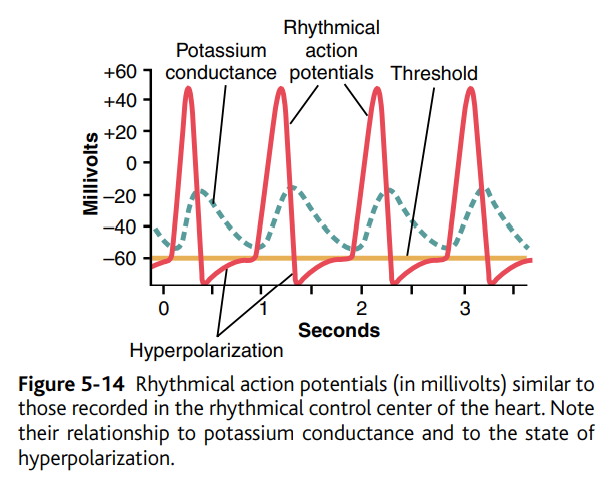 Rhythmical
action
potentials
Potassium
conductance
Threshold
Millivolts
+60
+40
+20
0
–20
–40
–60
0
1
2
3
Seconds
Hyperpolarization
Figure 5-14 Rhythmical action potentials (in millivolts) similar to
those recorded in the rhythmical control center of the heart. Note
their relationship to potassium conductance and to the state of
hyperpolarization.